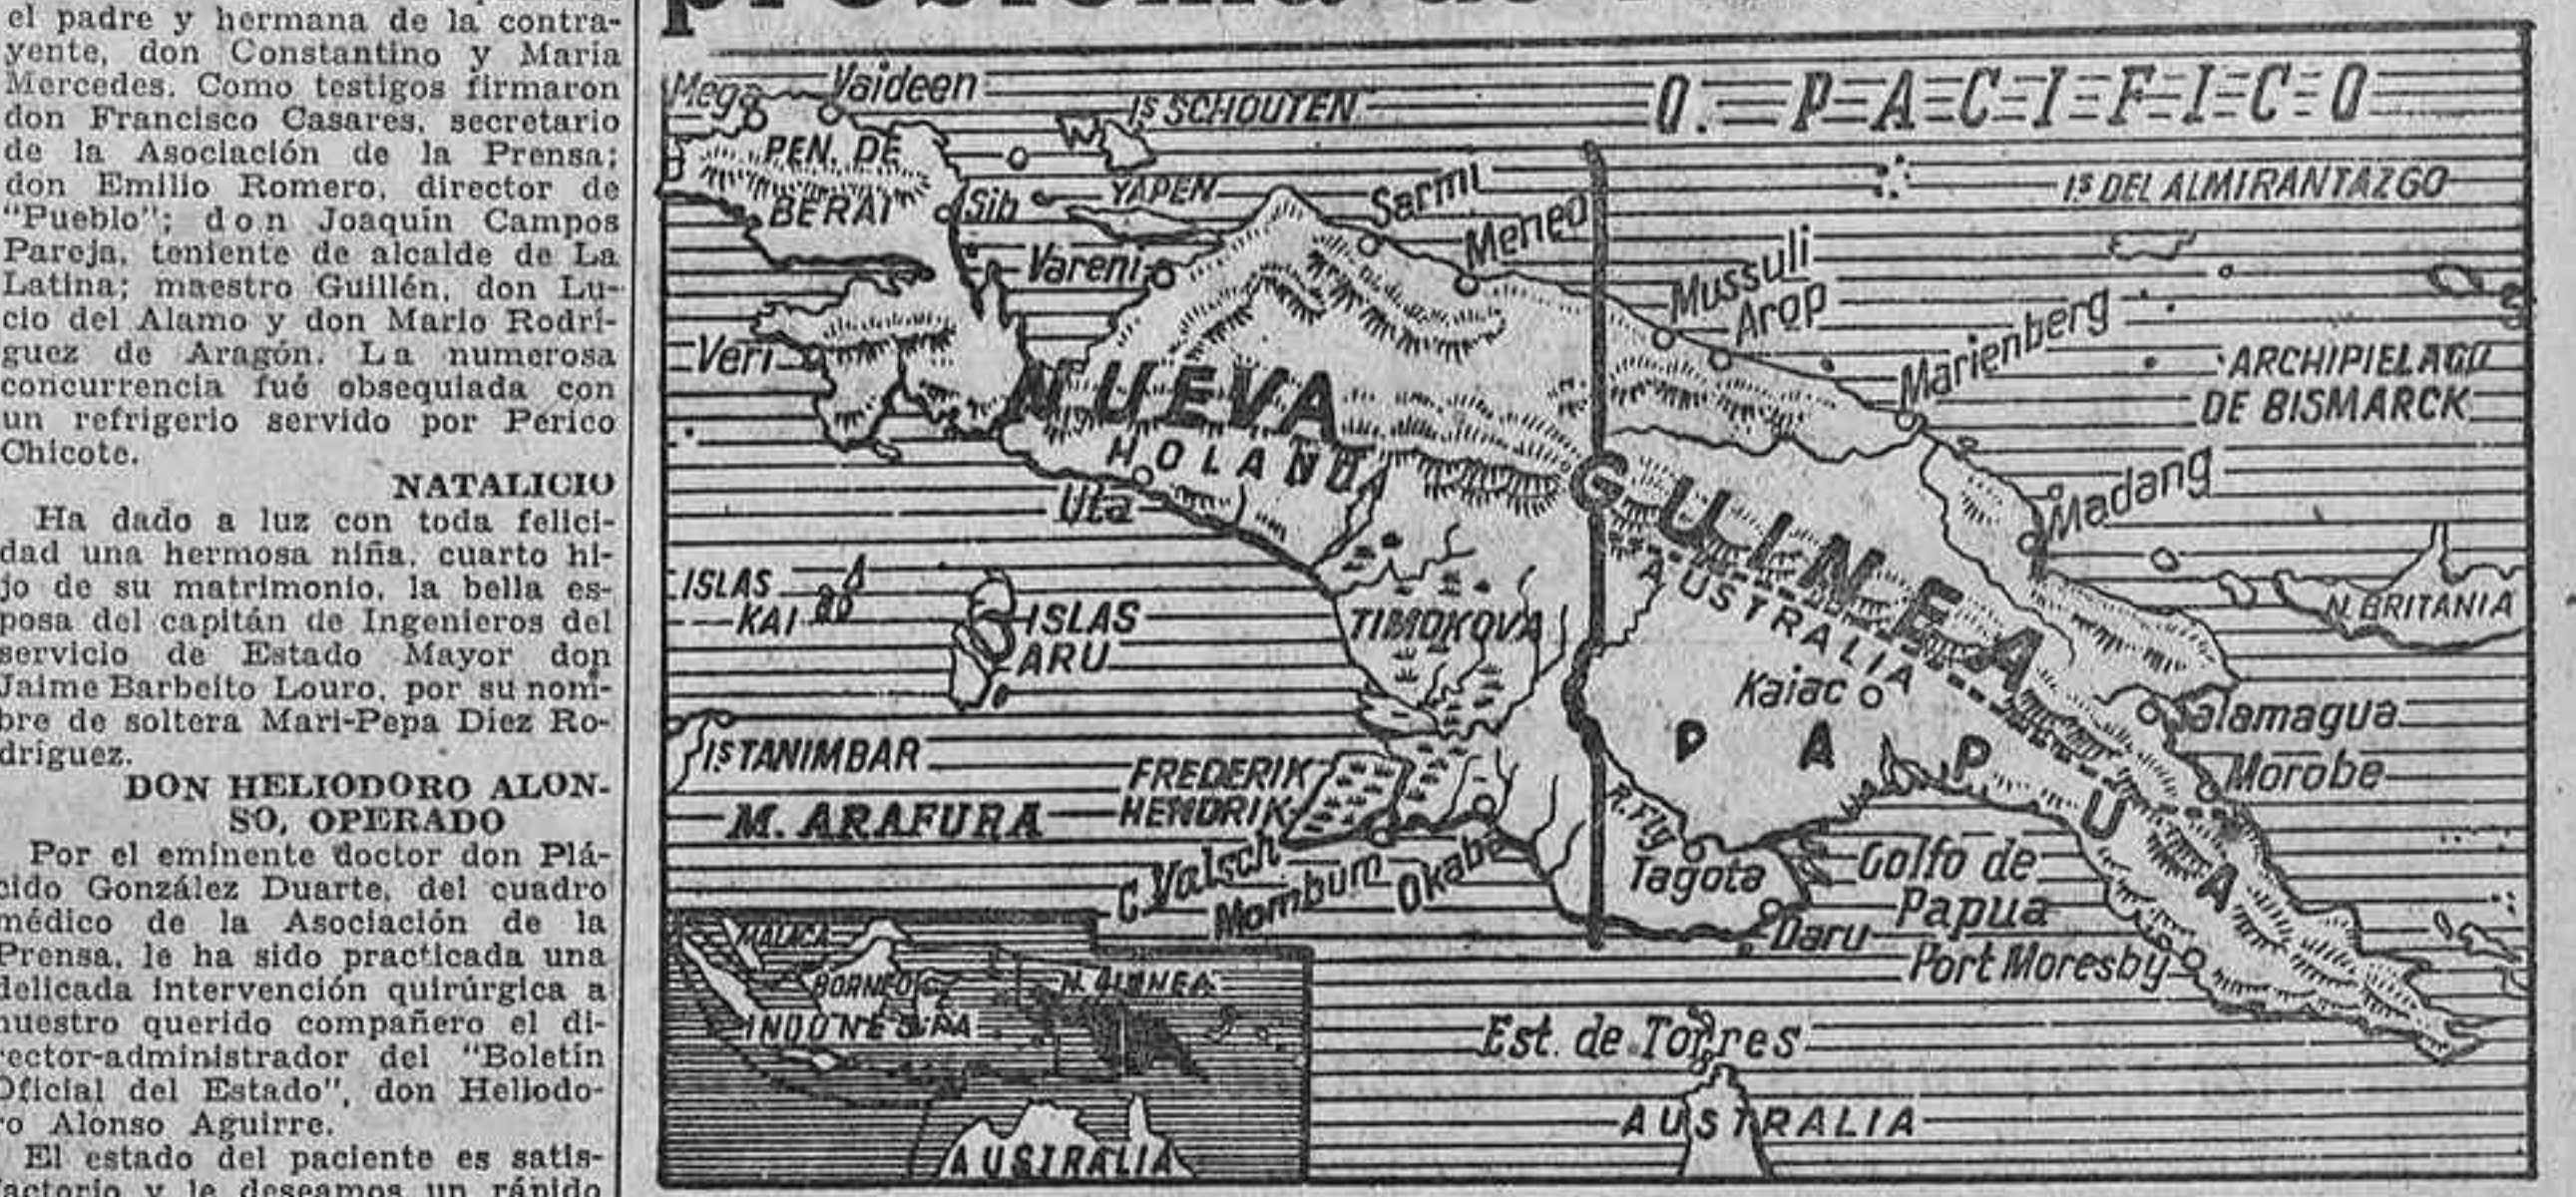 el padre y hermana de la contra-
yente, don Constantino y María
Mercedes. Como testigos firmaron
don Francisco Casares, secretario
de la Asociación de la Prensa;
don Emilio Romero, director de
"Pueblo"; don Joaquín Campos
Pareja, teniente de alcalde de La
Latina; maestro Guillén, don Lu-
cio del Alamo y don Mario Rodrí-
guez de Aragón. La numerosa
concurrencia fué obsequiada con
un refrigerio servido por Perico
Chicote.
NATALICIO
Ha dado a luz con toda felici-
dad una hermosa niña, cuarto hi-
jo de su matrimonio, la bella es-
posa del capitán de Ingenieros del
servicio de Estado Mayor don
Jaime Barbeito Louro, por su nom-
bre de soltera Mari-Pepa Diez Ro-
dríguez.
DON HELIODORO ALON-
SO, OPERADO
Por el eminente doctor don Plá-
cido González Duarte, del cuadro
médico de la Asociación de la
Prensa, le ha sido practicada una
delicada intervención quirúrgica a
nuestro querido compañero el di-
rector-administrador del "Boletín
Oficial del Estado", don Heliodo-
ro Alonso Aguirre.
El estado del paciente es satis-
factorio y le deseamos un rápido
problema de
Mega
Vaideen
Is SCHOUTEN
O. PACIFICO
PEN. DE
BERAI
Sib
YAPEN
Sarmi
Meneo
Is DEL ALMIRANTAZGO
Vareni
Mussuli
Arop
Marienberg
Veri
ARCHIPIELAGO
DE BISMARCK
NUEVA
GUINEA
HOLAND
Uta
Madang
AUSTRALIA
ISLAS
KAI
ISLAS
ARU
TIMOKOVA
N. BRITANIA
Kaiac
Salamagua
Morobe
PAPUA
Is TANIMBAR
FREDERIK
HENDRIK
M. ARAFURA
R. Fly
C. Valsch
Mombum
Okabe
Tagota
Daru
Golfo de
Papua
Port Moresby
MALACA
BORNEO
N. GUINEA
INDONESIA
AUSTRALIA
Est. de Torres
AUSTRALIA